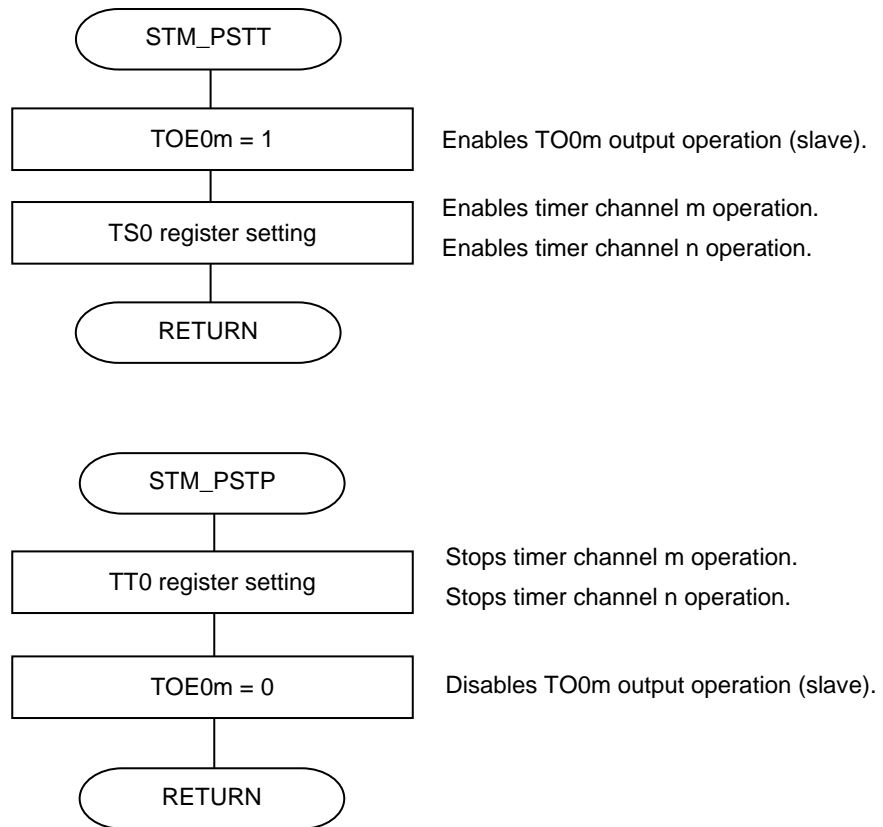 STM_PSTT
TOE0m = 1
Enables TO0m output operation (slave).
TS0 register setting
Enables timer channel m operation.
Enables timer channel n operation.
RETURN
STM_PSTP
TT0 register setting
Stops timer channel m operation.
Stops timer channel n operation.
TOE0m = 0
Disables TO0m output operation (slave).
RETURN